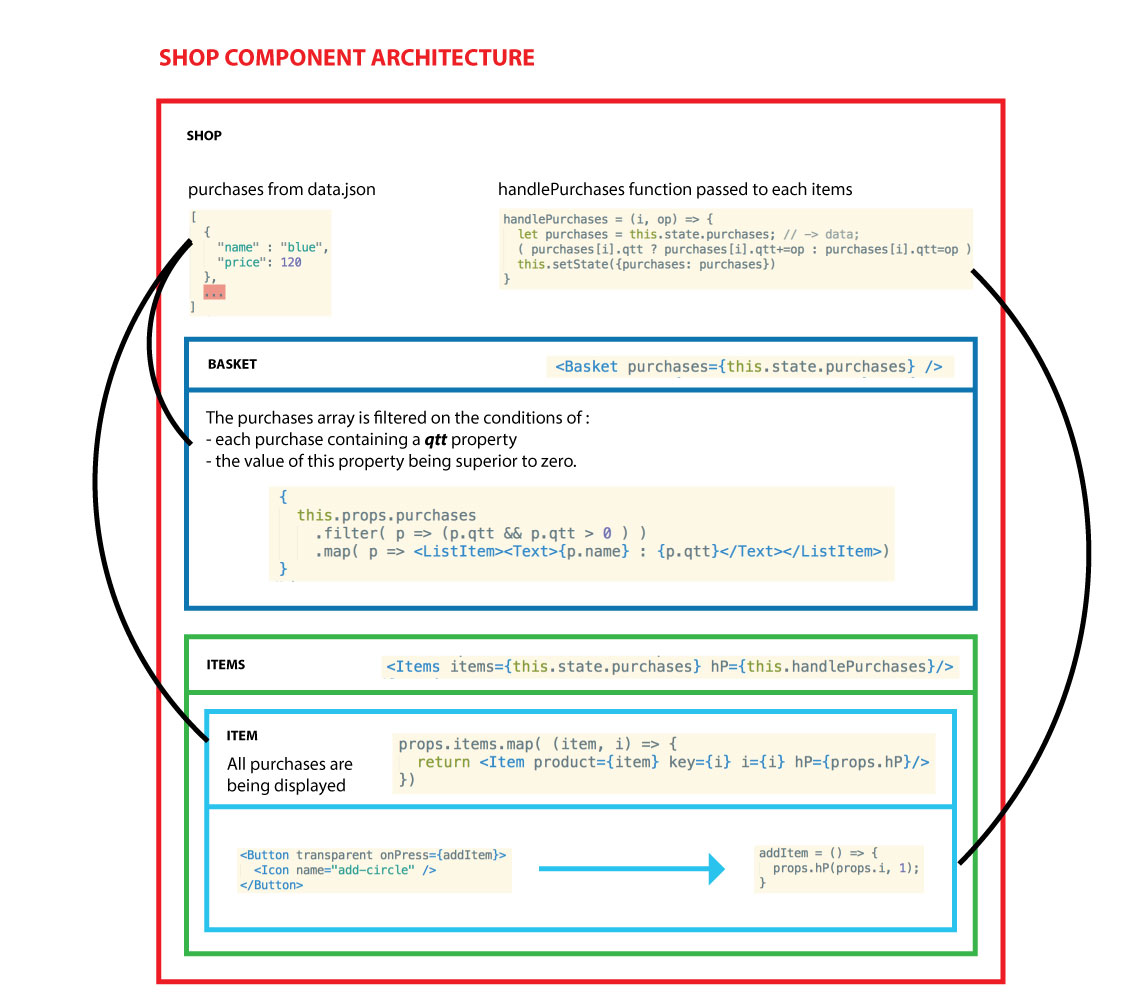 SHOP COMPONENT ARCHITECTURE
SHOP
purchases from data.json
[
{
"name" : "blue",
"price": 120
},
...
]
handlePurchases function passed to each items
handlePurchases = (i, op) => {
let purchases = this.state.purchases; // -> data;
( purchases[i].qtt ? purchases[i].qtt+=op : purchases[i].qtt=op )
this.setState({purchases: purchases})
}
BASKET
<Basket purchases={this.state.purchases} />
The purchases array is filtered on the conditions of :
- each purchase containing a qtt property
- the value of this property being superior to zero.
{
this.props.purchases
.filter( p => (p.qtt && p.qtt > 0 ) )
.map( p => <ListItem><Text>{p.name} : {p.qtt}</Text></ListItem>)
}
ITEMS
<Items items={this.state.purchases} hP={this.handlePurchases}/>
ITEM
All purchases are
being displayed
props.items.map( (item, i) => {
return <Item product={item} key={i} i={i} hP={props.hP}/>
})
<Button transparent onPress={addItem}>
<Icon name="add-circle" />
</Button>
addItem = () => {
props.hP(props.i, 1);
}